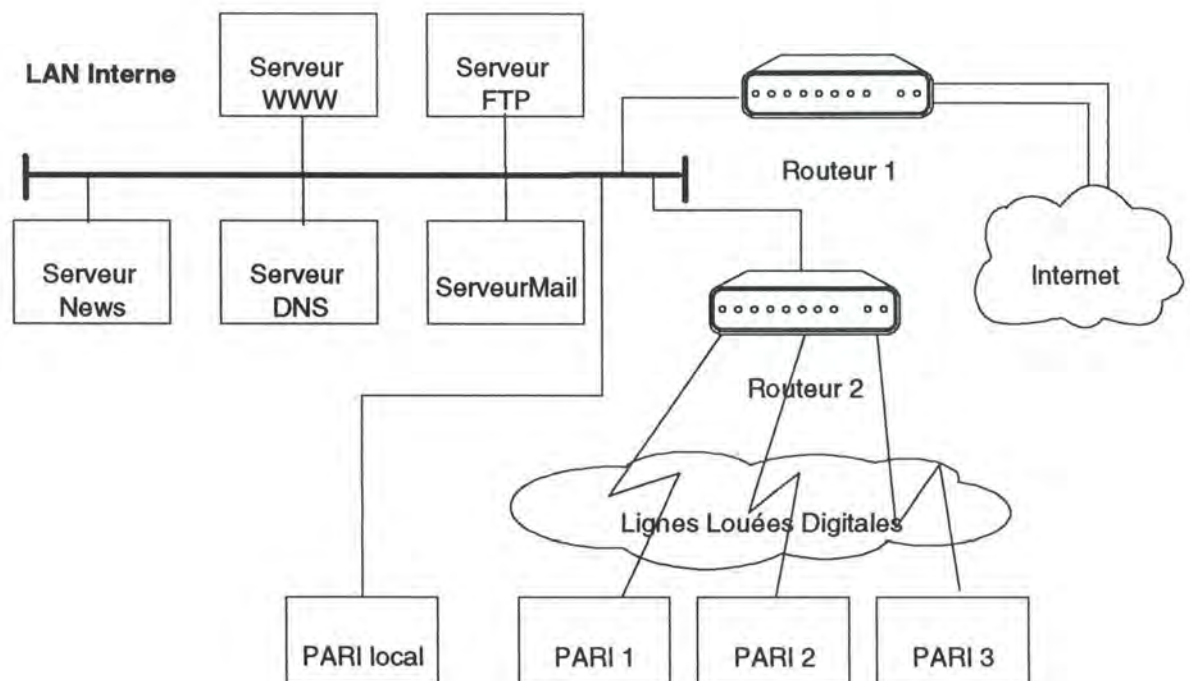 LAN Interne
Serveur
WWW
Serveur
FTP
Routeur 1
Serveur
News
Serveur
DNS
ServeurMail
Internet
Routeur 2
Lignes Louées Digitales
PARI local
PARI 1
PARI 2
PARI 3